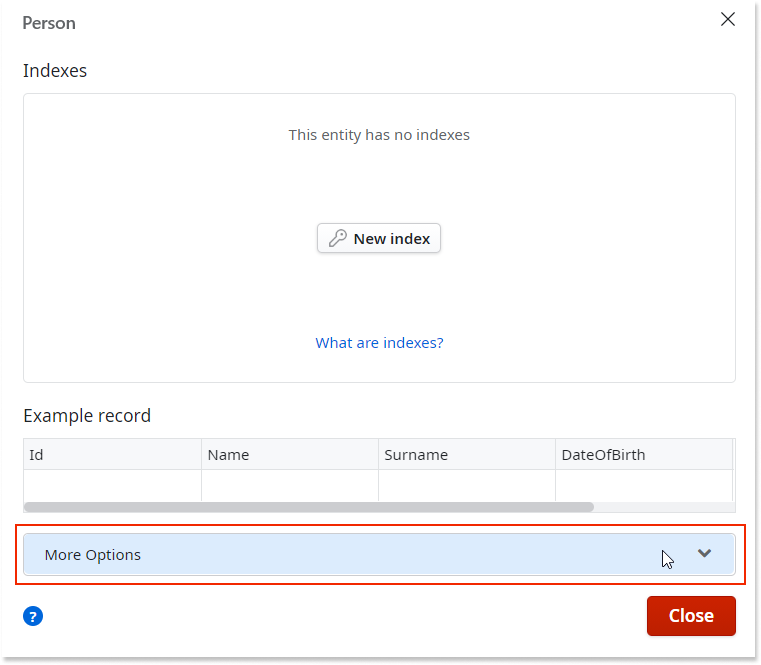 Person
Indexes
This entity has no indexes
New index
What are indexes?
Example record
Id Name Surname DateOfBirth
More Options
?
Close